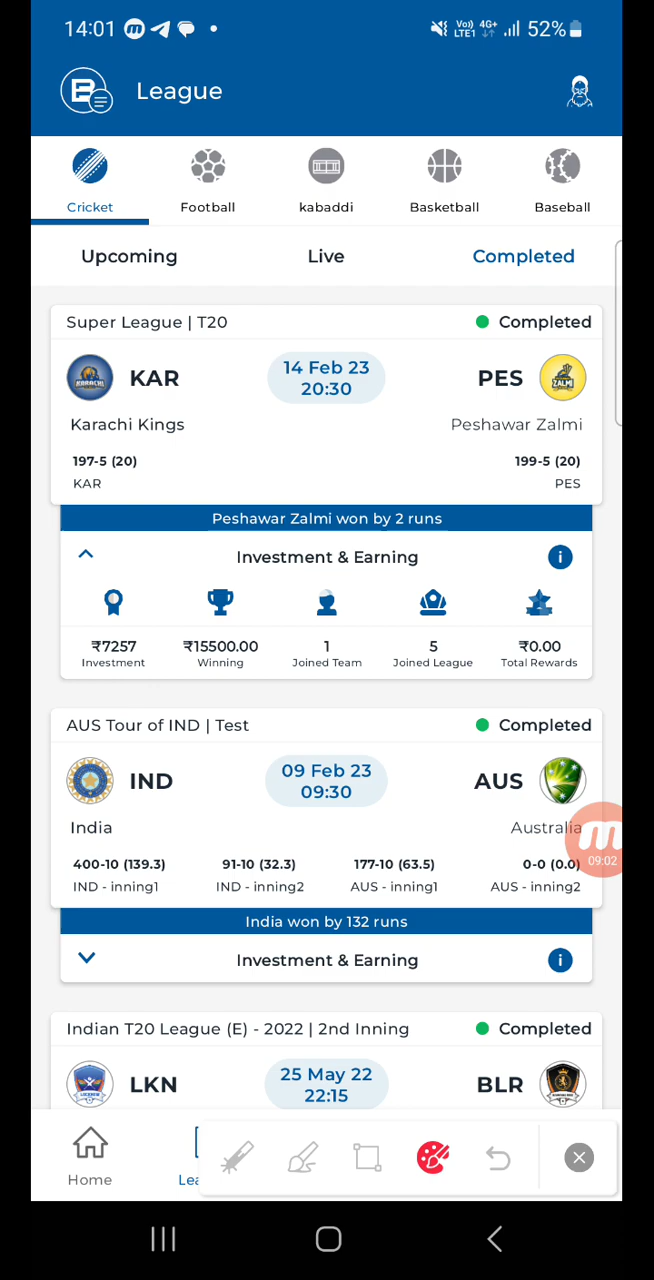 14:01
Vo)) 4G+ LTE1 52%
League
Cricket Football kabaddi Basketball Baseball
Upcoming Live Completed
Super League | T20 Completed
KAR 14 Feb 23 20:30 PES
Karachi Kings Peshawar Zalmi
197-5 (20) 199-5 (20)
KAR PES
Peshawar Zalmi won by 2 runs
Investment & Earning
₹7257 ₹15500.00 1 5 ₹0.00
Investment Winning Joined Team Joined League Total Rewards
AUS Tour of IND | Test Completed
IND 09 Feb 23 09:30 AUS
India Australia
400-10 (139.3) 91-10 (32.3) 177-10 (63.5) 0-0 (0.0)
IND - inning1 IND - inning2 AUS - inning1 AUS - inning2
09:02
India won by 132 runs
Investment & Earning
Indian T20 League (E) - 2022 | 2nd Inning Completed
LKN 25 May 22 22:15 BLR
Home Lea